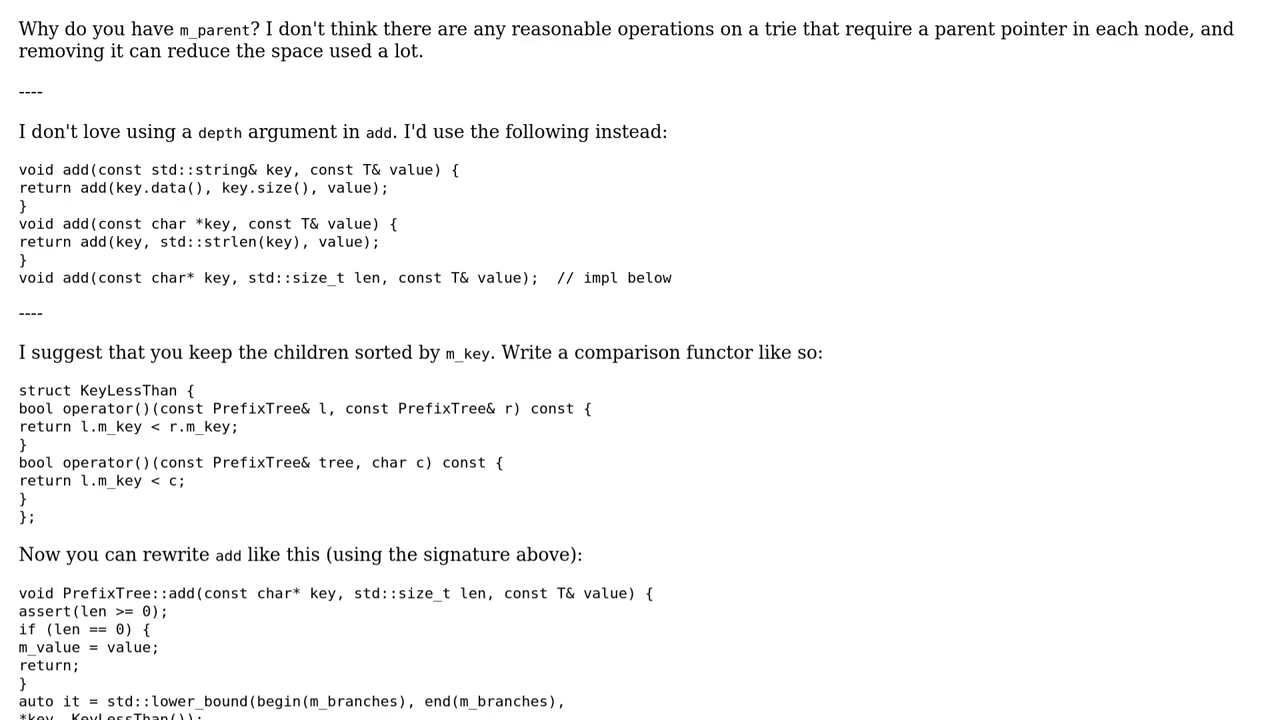 Why do you have m_parent? I don't think there are any reasonable operations on a trie that require a parent pointer in each node, and
removing it can reduce the space used a lot.
----
I don't love using a depth argument in add. I'd use the following instead:
void add(const std::string& key, const T& value) {
return add(key.data(), key.size(), value);
}
void add(const char *key, const T& value) {
return add(key, std::strlen(key), value);
}
void add(const char* key, std::size_t len, const T& value);  // impl below
----
I suggest that you keep the children sorted by m_key. Write a comparison functor like so:
struct KeyLessThan {
bool operator()(const PrefixTree& l, const PrefixTree& r) const {
return l.m_key < r.m_key;
}
bool operator()(const PrefixTree& tree, char c) const {
return l.m_key < c;
}
};
Now you can rewrite add like this (using the signature above):
void PrefixTree::add(const char* key, std::size_t len, const T& value) {
assert(len >= 0);
if (len == 0) {
m_value = value;
return;
}
auto it = std::lower_bound(begin(m_branches), end(m_branches),
*key, KeyLessThan());